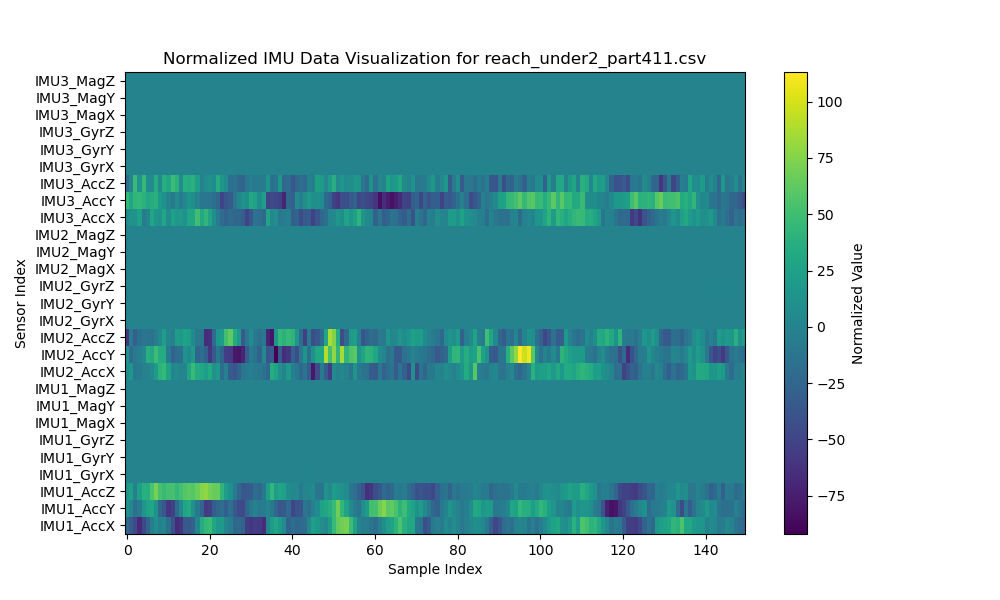 Normalized IMU Data Visualization for reach_under2_part411.csv
IMU3_MagZ
IMU3_MagY
IMU3_MagX
IMU3_GyrZ
IMU3_GyrY
IMU3_GyrX
IMU3_AccZ
IMU3_AccY
IMU3_AccX
IMU2_MagZ
IMU2_MagY
IMU2_MagX
IMU2_GyrZ
IMU2_GyrY
IMU2_GyrX
IMU2_AccZ
IMU2_AccY
IMU2_AccX
IMU1_MagZ
IMU1_MagY
IMU1_MagX
IMU1_GyrZ
IMU1_GyrY
IMU1_GyrX
IMU1_AccZ
IMU1_AccY
IMU1_AccX
Sensor Index
0 20 40 60 80 100 120 140
Sample Index
100
75
50
25
0
−25
−50
−75
Normalized Value